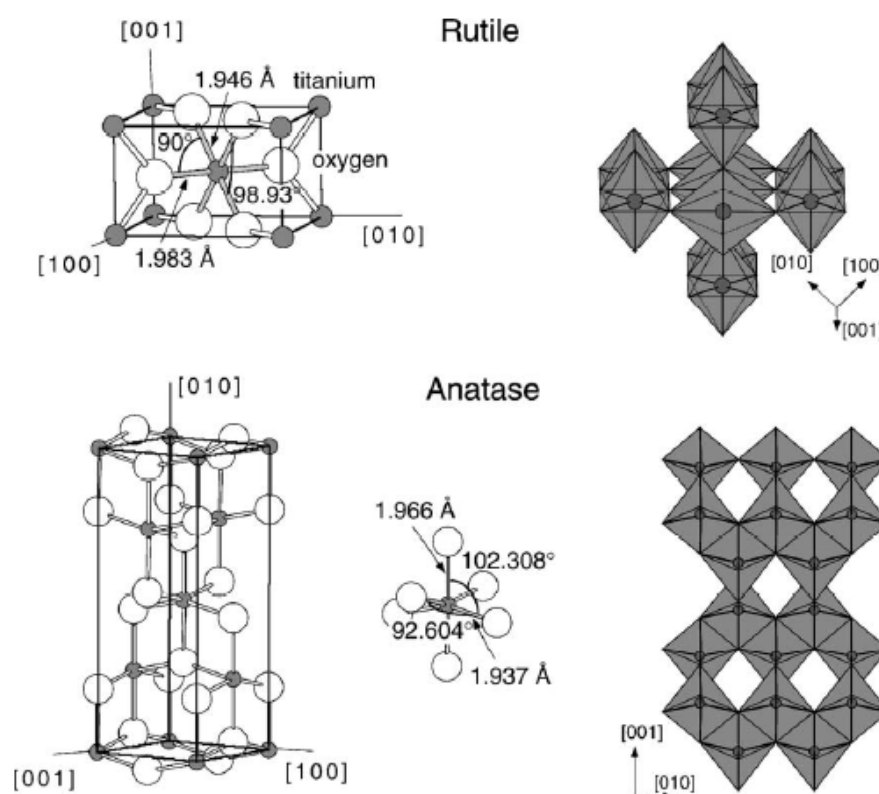 Rutile
[001]
1.946 Å
titanium
90°
oxygen
98.93°
[010]
[100]
1.983 Å
[010]
[100
[001]
Anatase
[010]
1.966 Å
102.308°
92.604°
1.937 Å
[001]
[100]
[001]
[010]